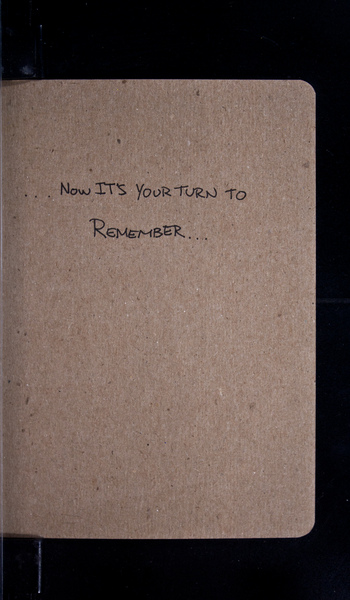 ... NOW IT'S YOUR TURN TO
REMEMBER...